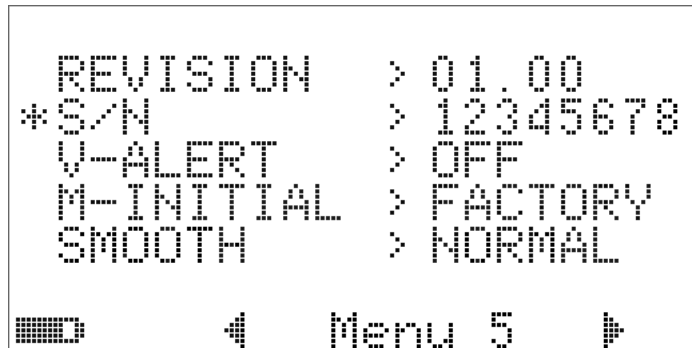 REVISION > 01.00
*S/N > 12345678
V-ALERT > OFF
M-INITIAL > FACTORY
SMOOTH > NORMAL
Menu 5